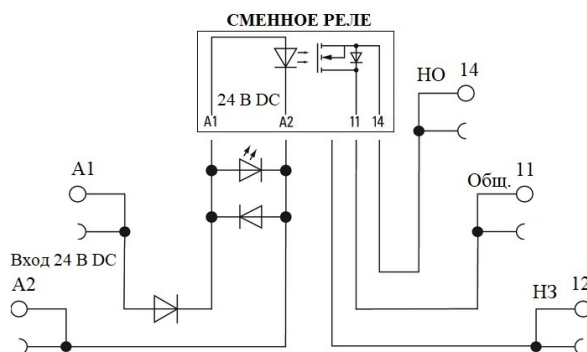 СМЕННОЕ РЕЛЕ
24 В DC
A1 A2 11 14
НО 14
A1
Общ. 11
Вход 24 В DC
A2
НЗ 12